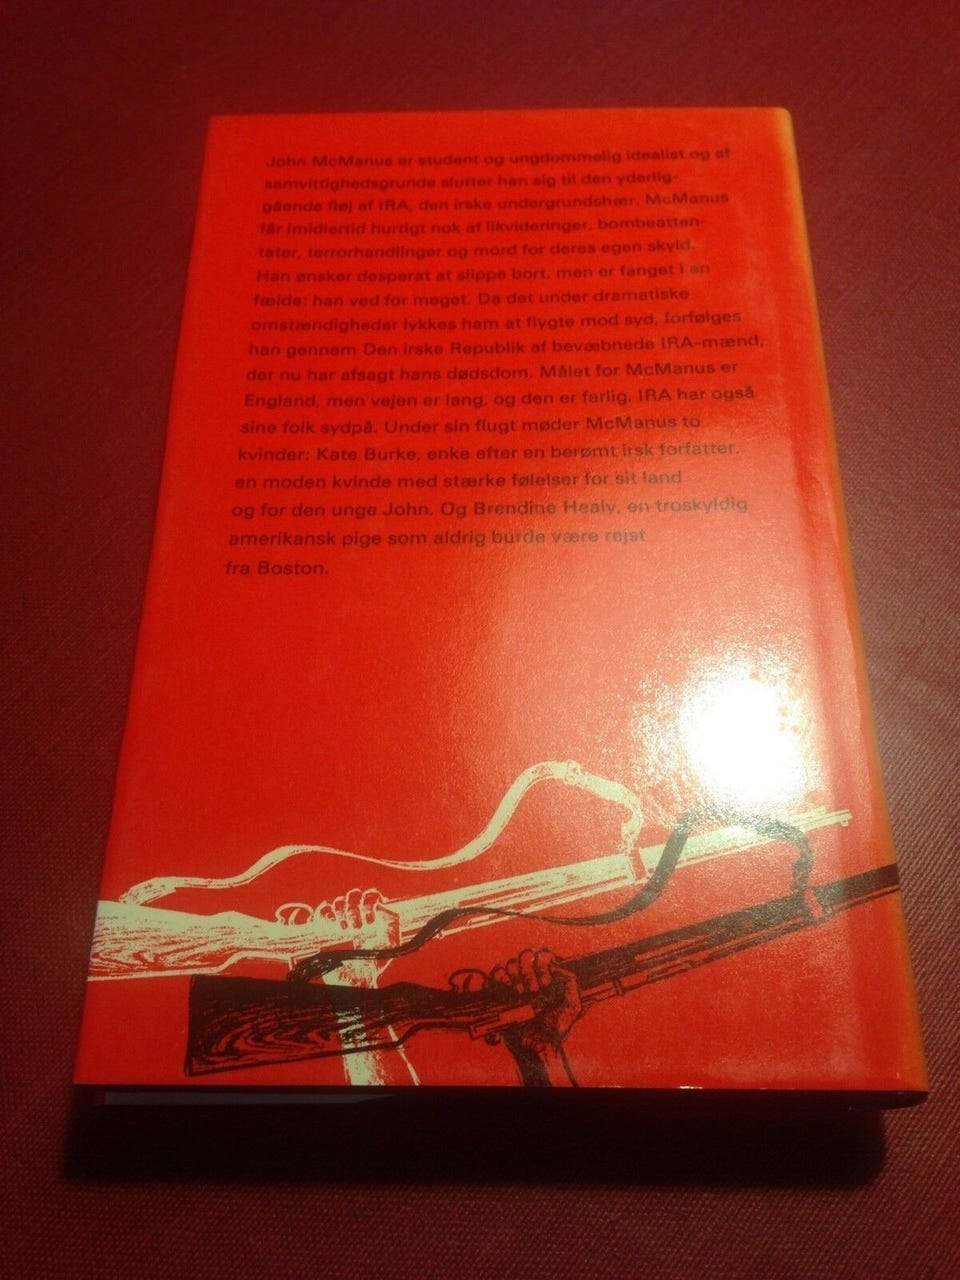 John McManus er student og ungdommelig idealist og af
samvittighedsgrunde slutter han sig til den yderlig-
gående fløj af IRA, den irske undergrundshær. McManus
får imidlertid hurtigt nok af likvideringer, bombeatten-
tater, terrorhandlinger og mord for deres egen skyld.
Han ønsker desperat at slippe bort, men er fanget i en
fælde: han ved for meget. Da det under dramatiske
omstændigheder lykkes ham at flygte mod syd, forfølges
han gennem Den irske Republik af bevæbnede IRA-mænd,
der nu har afsagt hans dødsdom. Målet for McManus er
England, men vejen er lang, og den er farlig. IRA har også
sine folk sydpå. Under sin flugt møder McManus to
kvinder: Kate Burke, enke efter en berømt irsk forfatter,
en moden kvinde med stærke følelser for sit land
og for den unge John. Og Brendine Healy, en troskyldig
amerikansk pige som aldrig burde være rejst
fra Boston.